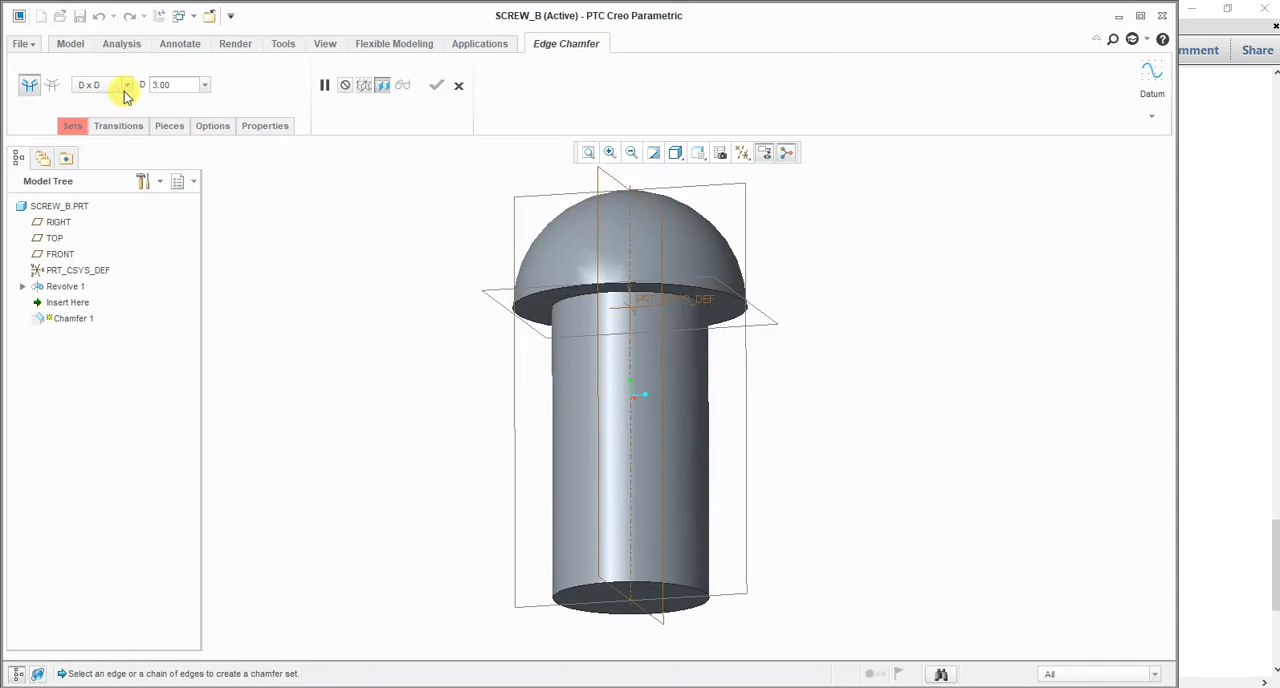 SCREW_B (Active) - PTC Creo Parametric
File Model Analysis Annotate Render Tools View Flexible Modeling Applications Edge Chamfer
mment Share
D x D D 3.00
Datum
Sets Transitions Pieces Options Properties
Model Tree
SCREW_B.PRT
RIGHT
TOP
FRONT
PRT_CSYS_DEF
Revolve 1
Insert Here
Chamfer 1
PRT_CSYS_DEF
Select an edge or a chain of edges to create a chamfer set.
All